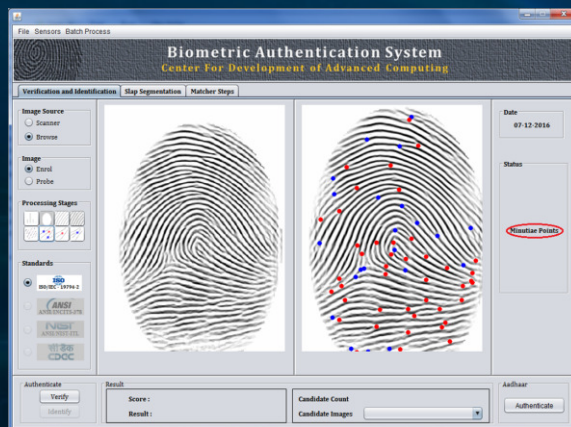 File Sensors Batch Process
Biometric Authentication System
Center For Development of Advanced Computing
Verification and Identification Slap Segmentation Matcher Steps
Image Source
Scanner
Browse
Image
Enrol
Probe
Processing Stages
Standards
ISO
ISO/IEC - 19794-2
ANSI
NIST
Date
07-12-2016
Status
Minutiae Points
Authenticate
Verify
Identify
Result
Score :
Result :
Candidate Count
Candidate Images
Aadhaar
Authenticate